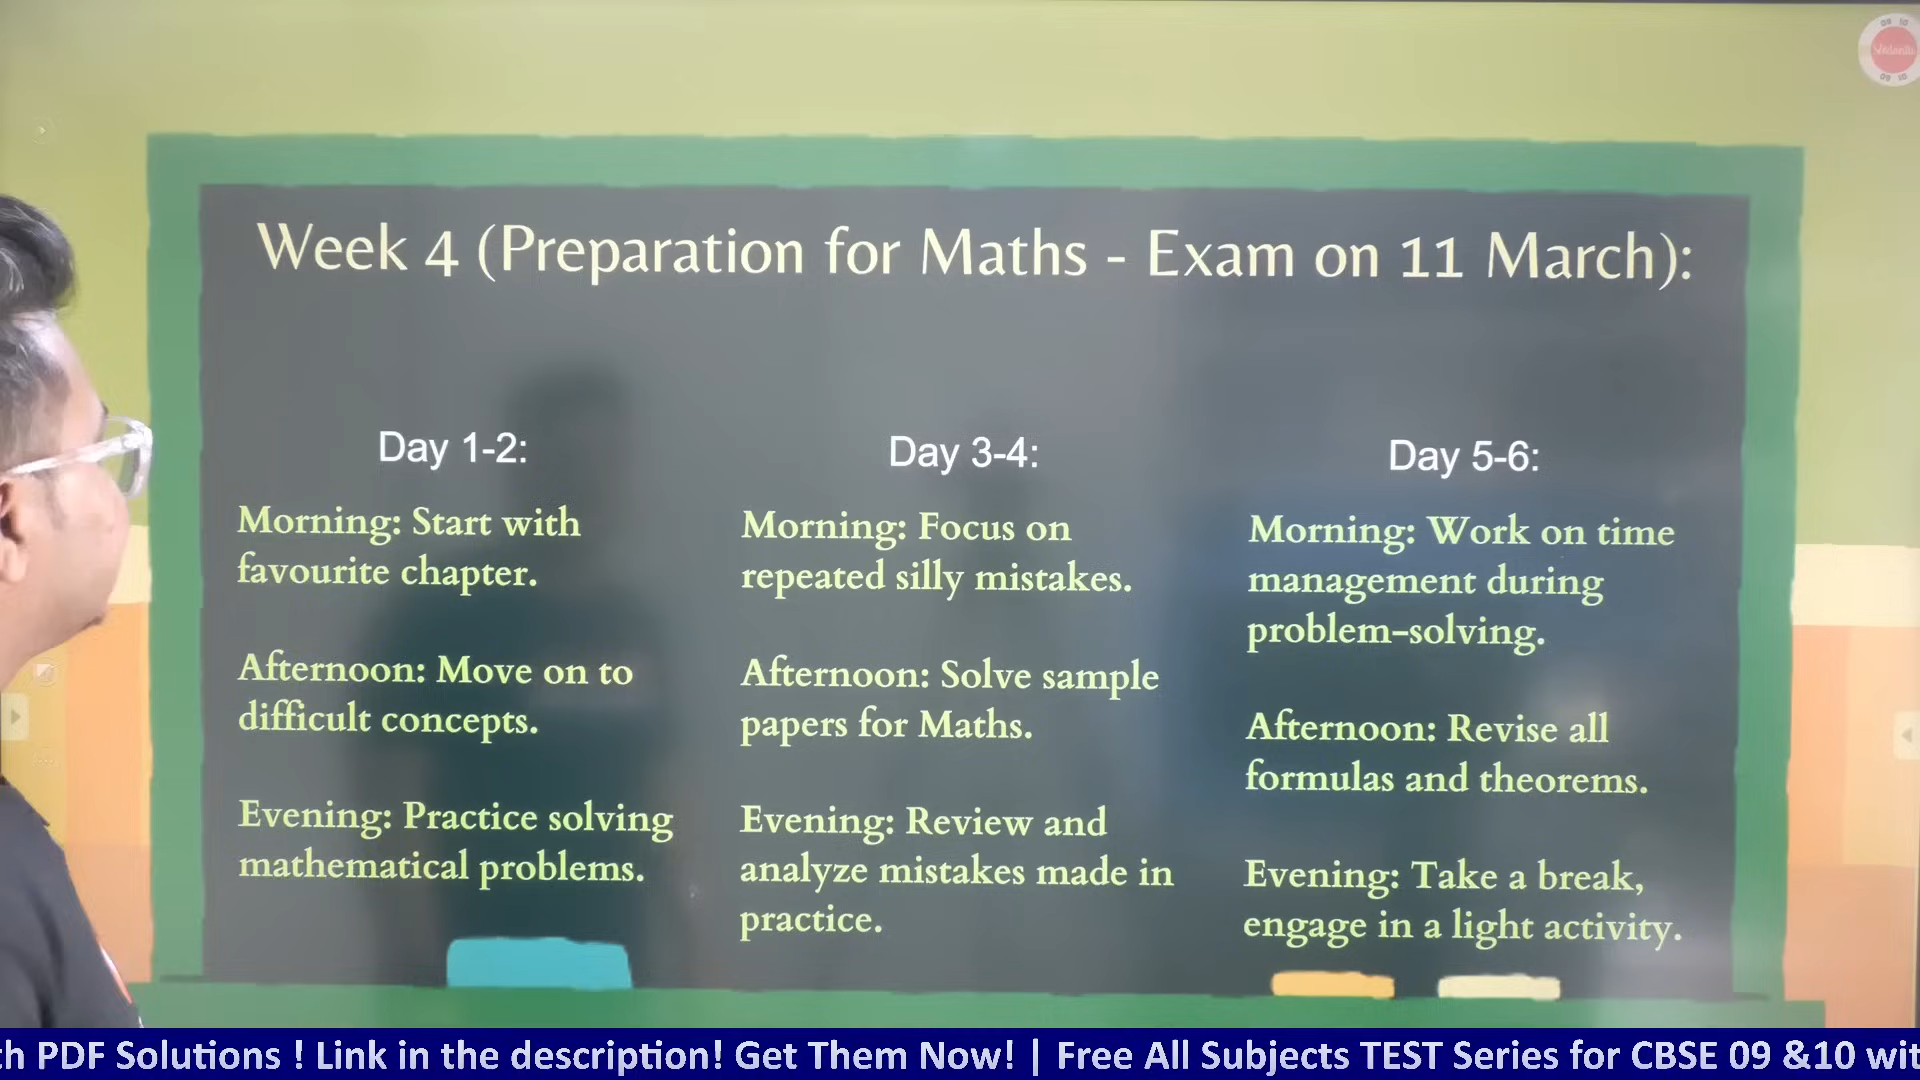 09 10
Vedantu
09 10
Week 4 (Preparation for Maths - Exam on 11 March):
Day 1-2:
Morning: Start with
favourite chapter.
Afternoon: Move on to
difficult concepts.
Evening: Practice solving
mathematical problems.
Day 3-4:
Morning: Focus on
repeated silly mistakes.
Afternoon: Solve sample
papers for Maths.
Evening: Review and
analyze mistakes made in
practice.
Day 5-6:
Morning: Work on time
management during
problem-solving.
Afternoon: Revise all
formulas and theorems.
Evening: Take a break,
engage in a light activity.
th PDF Solutions ! Link in the description! Get Them Now! | Free All Subjects TEST Series for CBSE 09 &10 wit